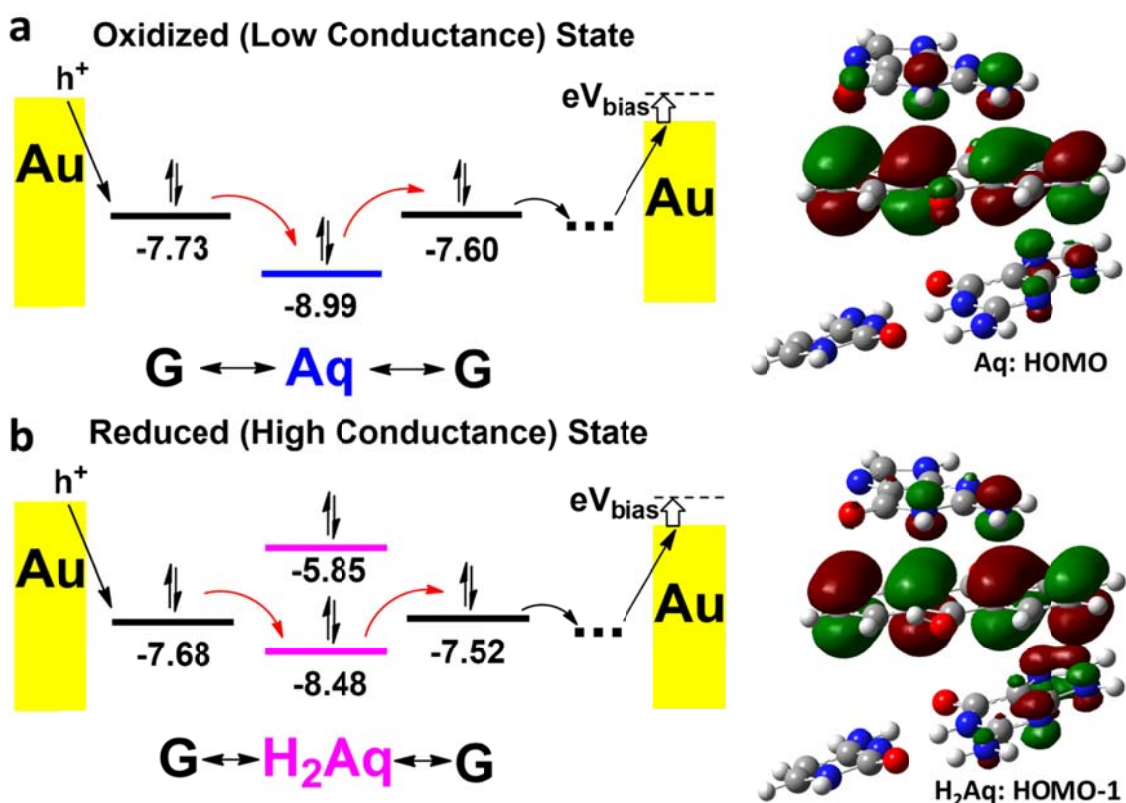 a
Oxidized (Low Conductance) State
h+
Au
eVbias
Au
-7.73
-7.60
-8.99
G Aq G
Aq: HOMO
b
Reduced (High Conductance) State
h+
Au
eVbias
Au
-5.85
-7.68
-7.52
-8.48
G H2Aq G
H2Aq: HOMO-1